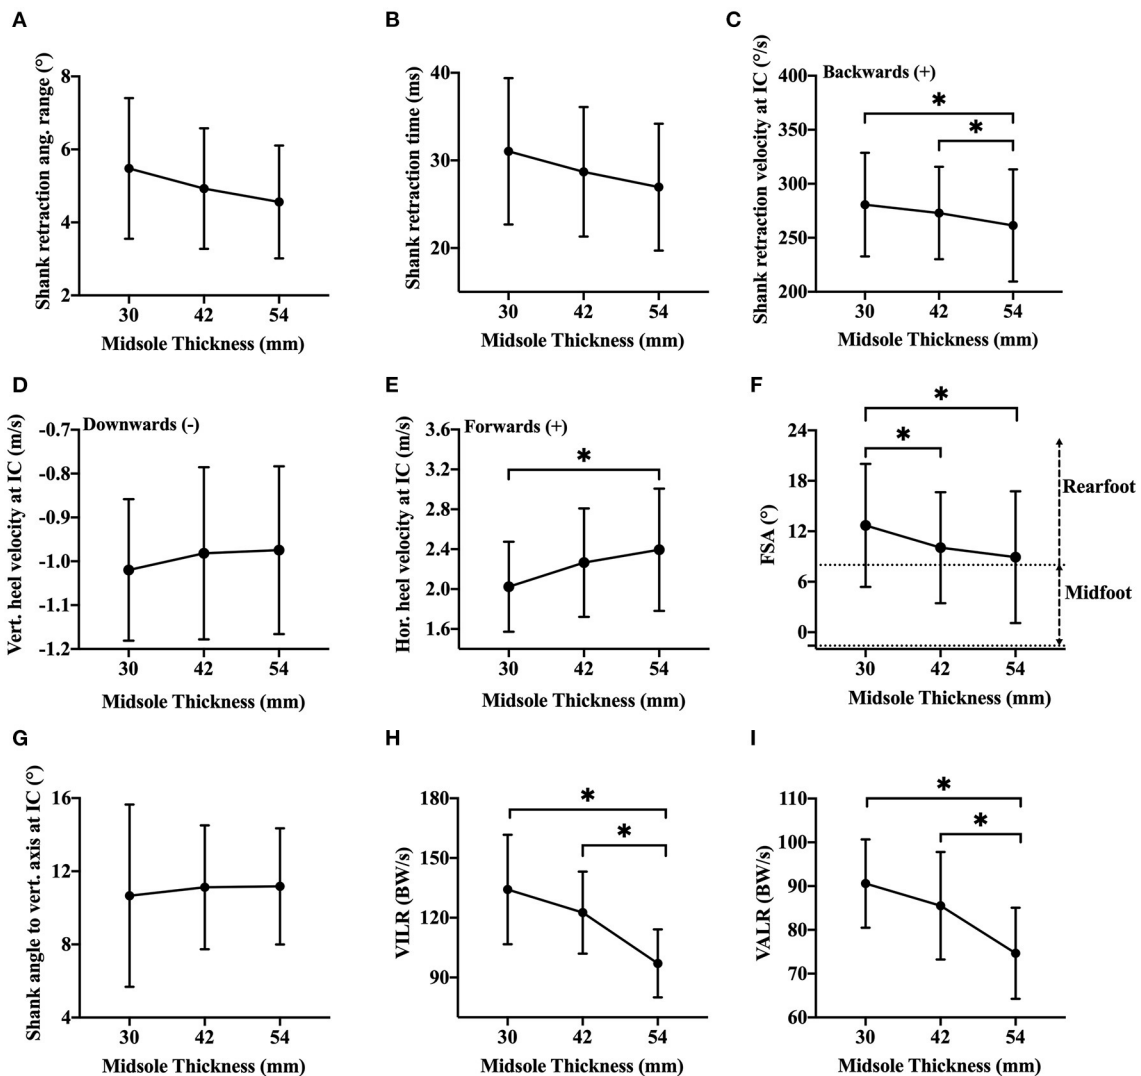 A
Shank retraction ang. range (°)
8
6
4
2
30 42 54
Midsole Thickness (mm)
B
Shank retraction time (ms)
40
30
20
30 42 54
Midsole Thickness (mm)
C
Shank retraction velocity at IC (°/s)
Backwards (+)
400
350
300
250
200
* 
*
30 42 54
Midsole Thickness (mm)
D
Vert. heel velocity at IC (m/s)
Downwards (-)
-0.7
-0.8
-0.9
-1.0
-1.1
-1.2
30 42 54
Midsole Thickness (mm)
E
Hor. heel velocity at IC (m/s)
Forwards (+)
3.6
3.2
2.8
2.4
2.0
1.6
*
30 42 54
Midsole Thickness (mm)
F
FSA (°)
24
18
12
6
0
*
*
Rearfoot
Midfoot
30 42 54
Midsole Thickness (mm)
G
Shank angle to vert. axis at IC (°)
16
12
8
4
30 42 54
Midsole Thickness (mm)
H
VILR (BW/s)
180
150
120
90
*
*
30 42 54
Midsole Thickness (mm)
I
VALR (BW/s)
110
100
90
80
70
60
*
*
30 42 54
Midsole Thickness (mm)